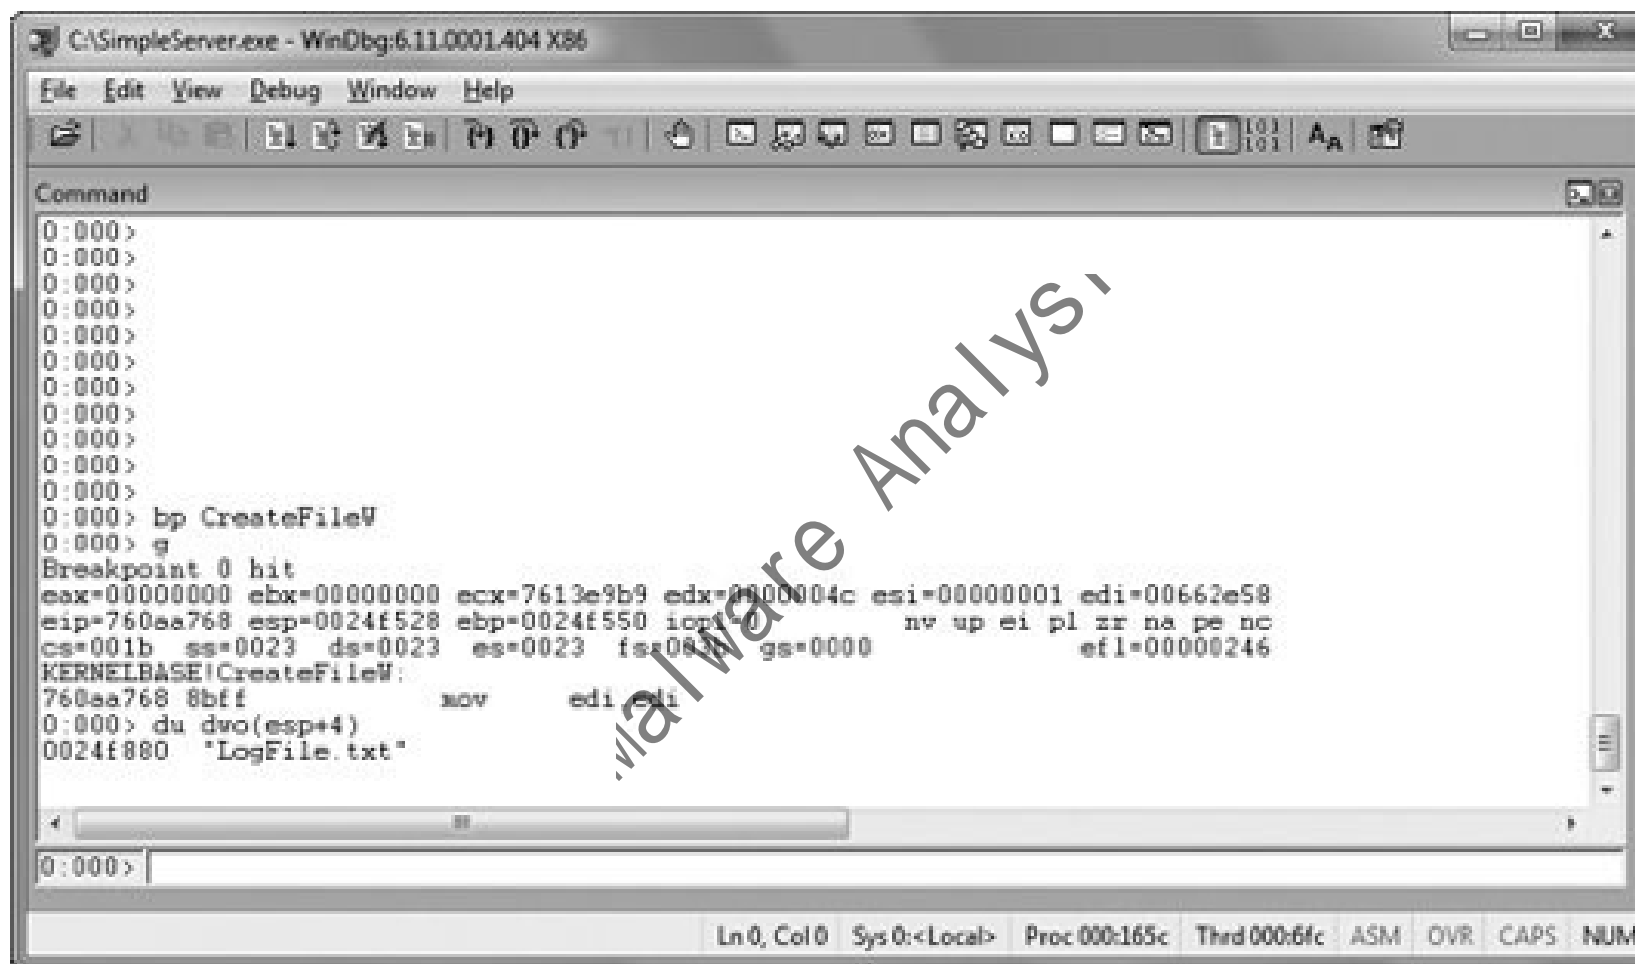 C:\SimpleServer.exe - WinDbg:6.11.0001.404 X86
File Edit View Debug Window Help
Command
0:000>
0:000>
0:000>
0:000>
0:000>
0:000>
0:000>
0:000>
0:000>
0:000>
0:000>
0:000> bp CreateFileW
0:000> g
Breakpoint 0 hit
eax=00000000 ebx=00000000 ecx=7613e9b9 edx=0000004c esi=00000001 edi=00662e58
eip=760aa768 esp=0024f528 ebp=0024f550 iopl=0 nv up ei pl zr na pe nc
cs=001b ss=0023 ds=0023 es=0023 fs=003b gs=0000 efl=00000246
KERNELBASE!CreateFileW:
760aa768 8bff mov edi,edi
0:000> du dwo(esp+4)
0024f880 "LogFile.txt"
0:000>
Ln 0, Col 0 Sys 0:<Local> Proc 000:165c Thrd 000:6fc ASM OVR CAPS NUM
Malware Analys